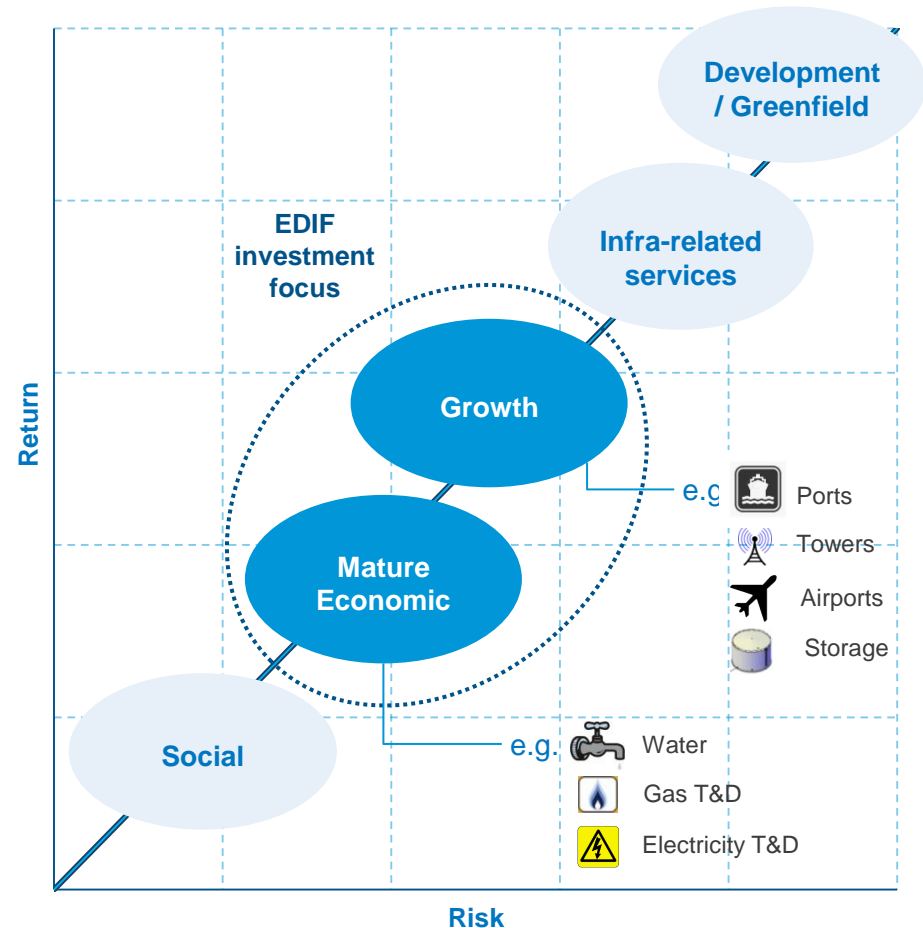 Development
/ Greenfield
EDIF
investment
focus
Infra-related
services
Growth
Return
e.g
Ports
Towers
Mature
Economic
Airports
Storage
Social
e.g.
Water
Gas T&D
Electricity T&D
Risk